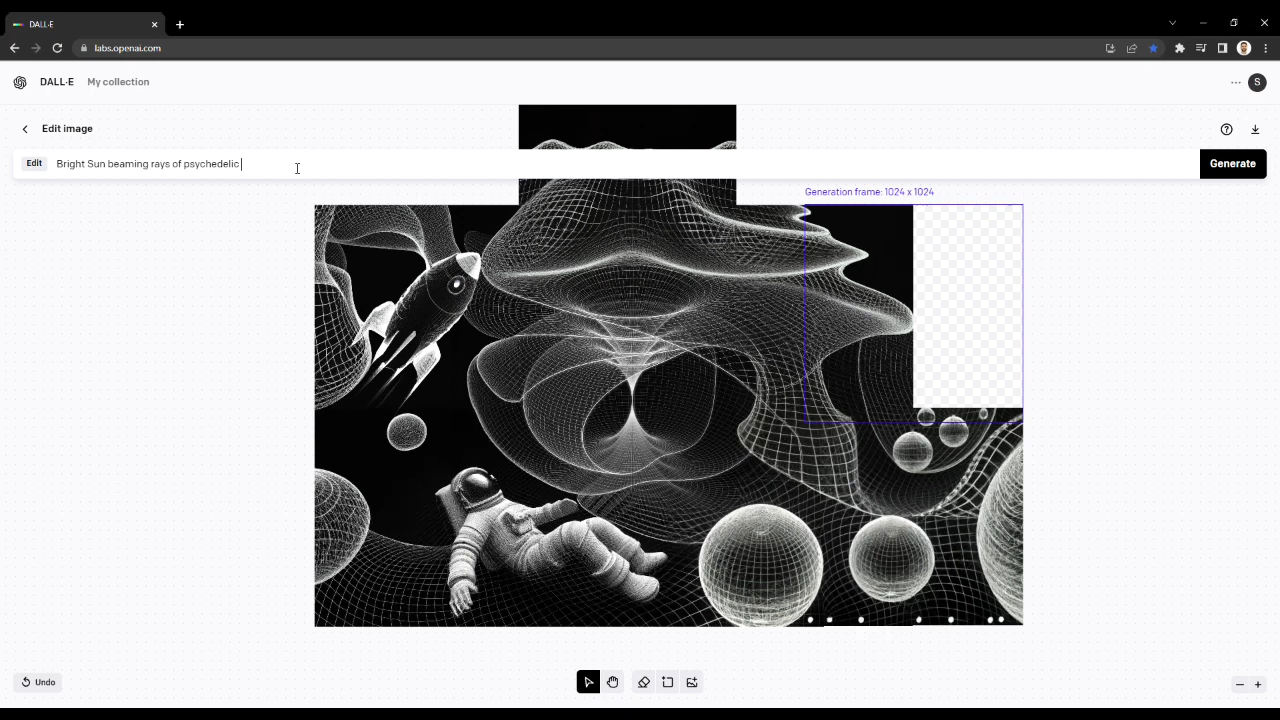 DALL·E
labs.openai.com
DALL·E My collection
S
Edit image
Edit Bright Sun beaming rays of psychedelic
Generate
Generation frame: 1024 x 1024
Undo